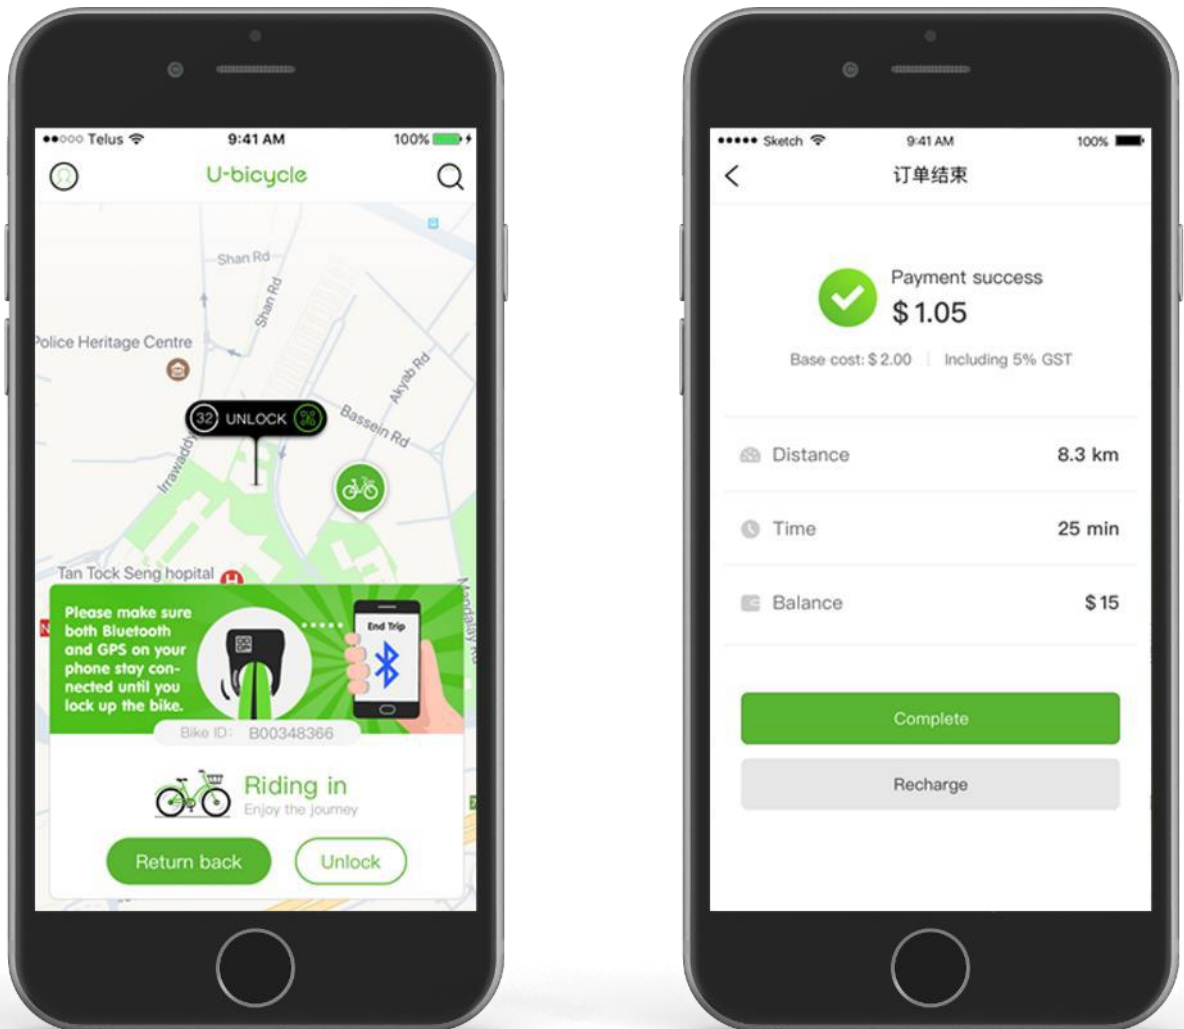 Telus
9:41 AM
100%
U-bicycle
Shan Rd
Shan Rd
Police Heritage Centre
Akyab Rd
32 UNLOCK
Bassein Rd
Irrawaddy
Tan Tock Seng hopital
H
Mandalay Rd
N
Please make sure
both Bluetooth
and GPS on your
phone stay con-
nected until you
lock up the bike.
End Trip
Bike ID: B00348366
Riding in
Enjoy the journey
7
Return back
Unlock
Sketch
9:41 AM
100%
订单结束
Payment success
$ 1.05
Base cost: $ 2.00 | Including 5% GST
Distance 8.3 km
Time 25 min
Balance $ 15
Complete
Recharge